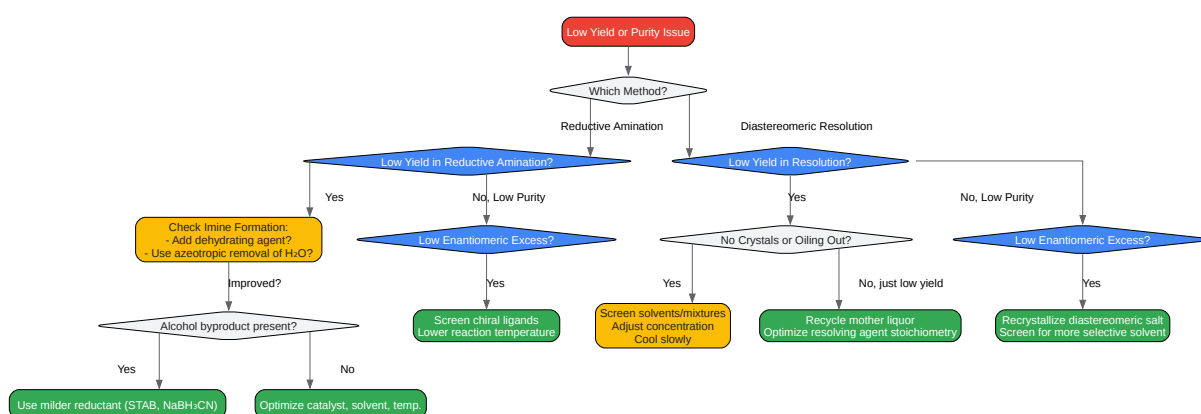 Low Yield or Purity Issue
Which Method?
Reductive Amination
Diastereomeric Resolution
Low Yield in Reductive Amination?
Low Yield in Resolution?
Yes
No, Low Purity
Yes
No, Low Purity
Check Imine Formation:
- Add dehydrating agent?
- Use azeotropic removal of H₂O?
Low Enantiomeric Excess?
No Crystals or Oiling Out?
Low Enantiomeric Excess?
Improved?
Yes
Yes
No, just low yield
Yes
Alcohol byproduct present?
Screen chiral ligands
Lower reaction temperature
Screen solvents/mixtures
Adjust concentration
Cool slowly
Recycle mother liquor
Optimize resolving agent stoichiometry
Recrystallize diastereomeric salt
Screen for more selective solvent
Yes
No
Use milder reductant (STAB, NaBH₃CN)
Optimize catalyst, solvent, temp.